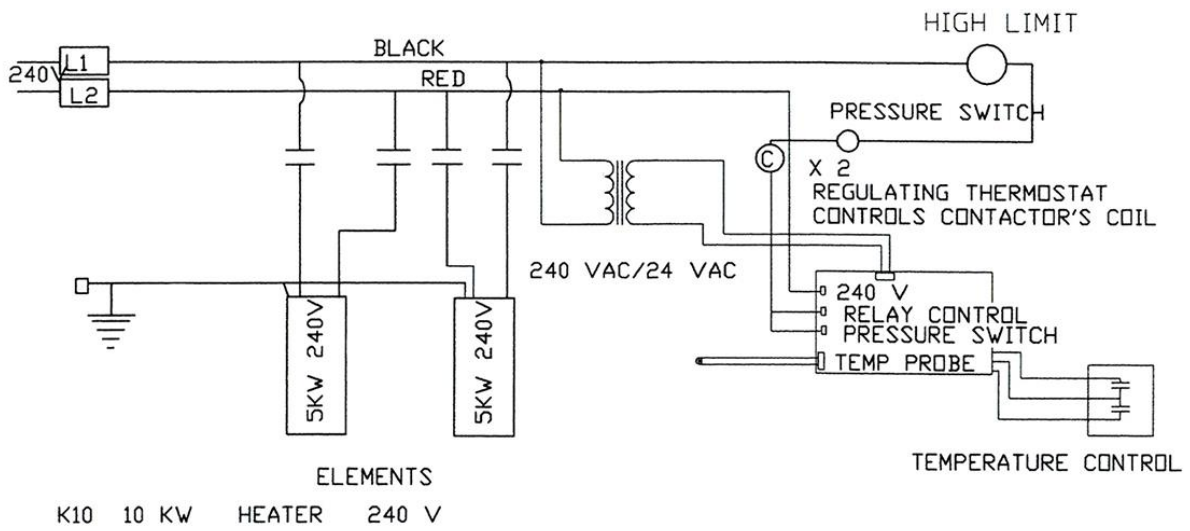 HIGH LIMIT
L1
BLACK
240V
L2
RED
PRESSURE SWITCH
C
X 2
REGULATING THERMOSTAT
CONTROLS CONTACTOR'S COIL
240 VAC/24 VAC
240 V
RELAY CONTROL
PRESSURE SWITCH
TEMP PROBE
5KW 240V
5KW 240V
TEMPERATURE CONTROL
ELEMENTS
K10 10 KW HEATER 240 V